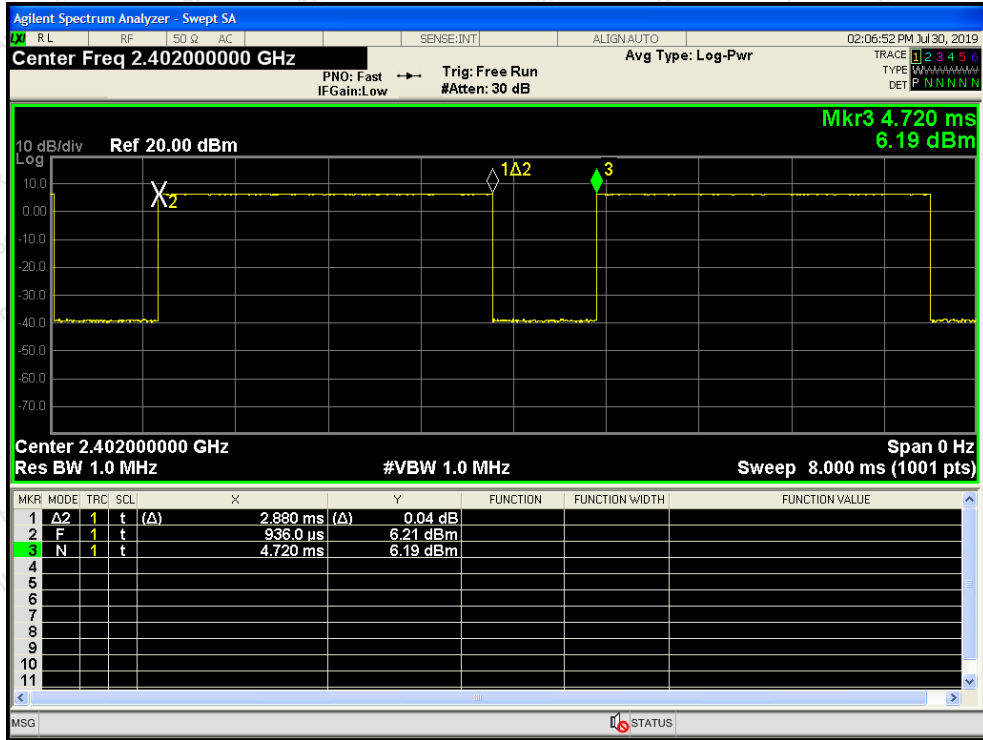 Agilent Spectrum Analyzer - Swept SA
LXI RL RF 50 Ω AC SENSE:INT ALIGN AUTO 02:06:52 PM Jul 30, 2019
Center Freq 2.402000000 GHz
PNO: Fast
IFGain:Low
Trig: Free Run
#Atten: 30 dB
Avg Type: Log-Pwr
TRACE 1 2 3 4 5 6
TYPE WWWWWW
DET P N N N N N
Mkr3 4.720 ms
6.19 dBm
10 dB/div Ref 20.00 dBm
Log
10.0
0.00
-10.0
-20.0
-30.0
-40.0
-50.0
-60.0
-70.0
2
1Δ2
3
Center 2.402000000 GHz Span 0 Hz
Res BW 1.0 MHz #VBW 1.0 MHz Sweep 8.000 ms (1001 pts)
MKR MODE TRC SCL X Y FUNCTION FUNCTION WIDTH FUNCTION VALUE
1 Δ2 1 t (Δ) 2.880 ms (Δ) 0.04 dB
2 F 1 t 936.0 µs 6.21 dBm
3 N 1 t 4.720 ms 6.19 dBm
4
5
6
7
8
9
10
11
MSG STATUS